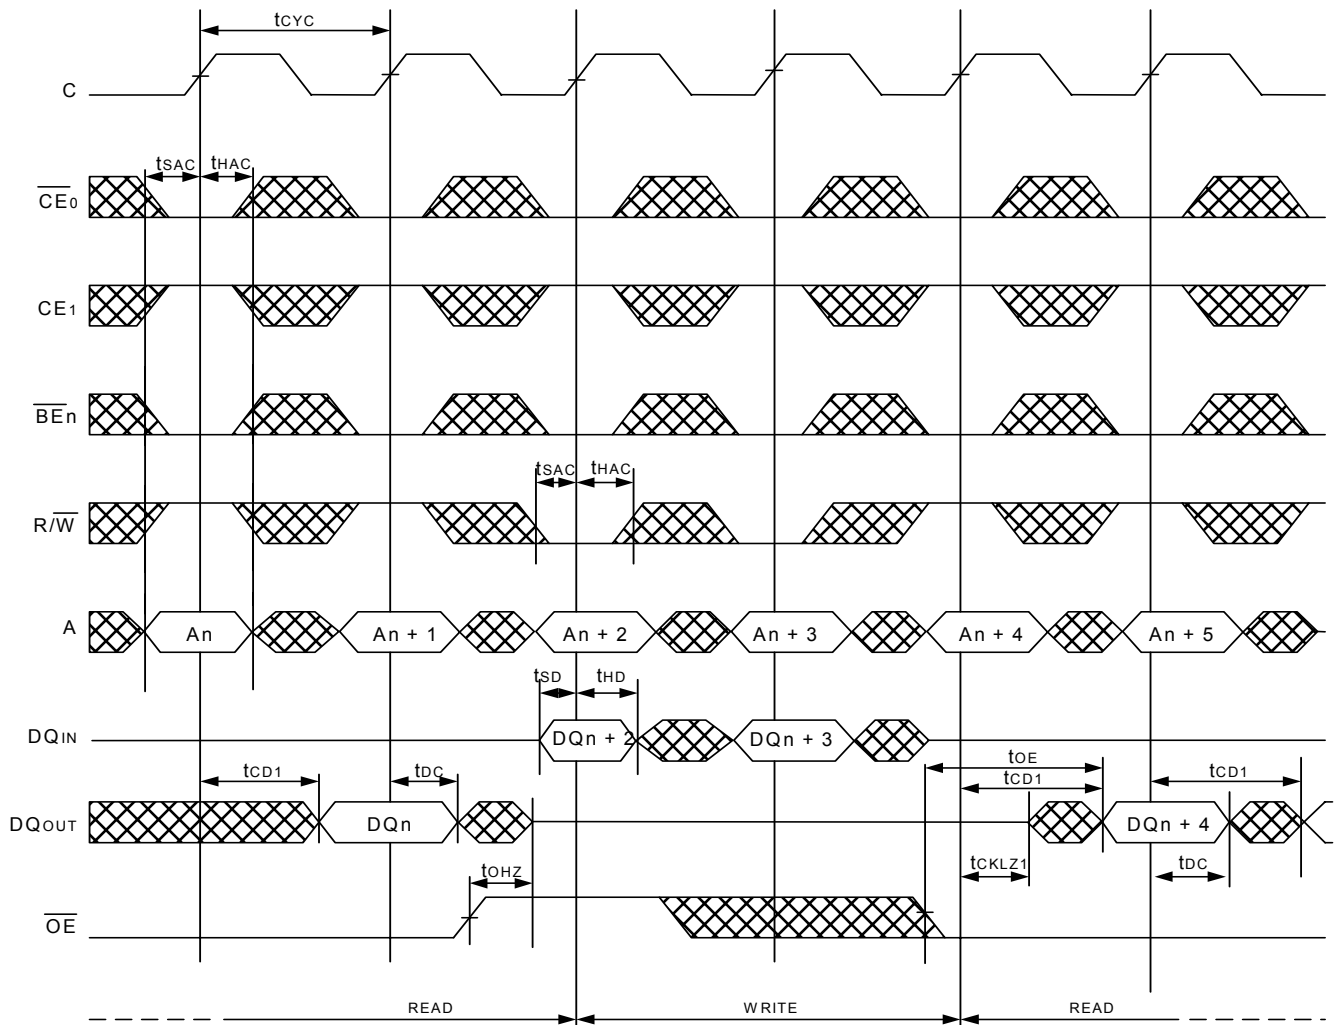 tCYC
C
tSAC tHAC
CE0
CE1
BEn
tSAC tHAC
R/W
A An An + 1 An + 2 An + 3 An + 4 An + 5
tSD tHD
DQIN DQn + 2 DQn + 3
tOE
tCD1 tDC tCD1 tCD1
DQOUT DQn DQn + 4
tOHZ tCKLZ1 tDC
OE
READ WRITE READ